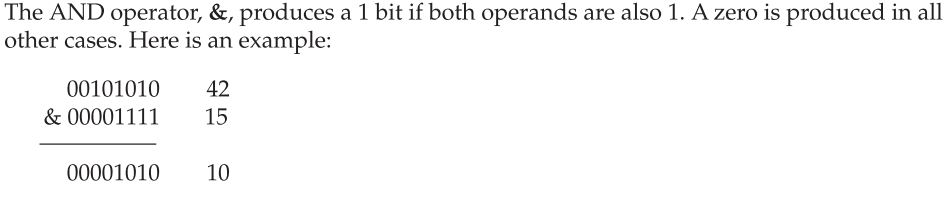 The AND operator, &, produces a 1 bit if both operands are also 1. A zero is produced in all
other cases. Here is an example:
00101010 42
& 00001111 15
00001010 10